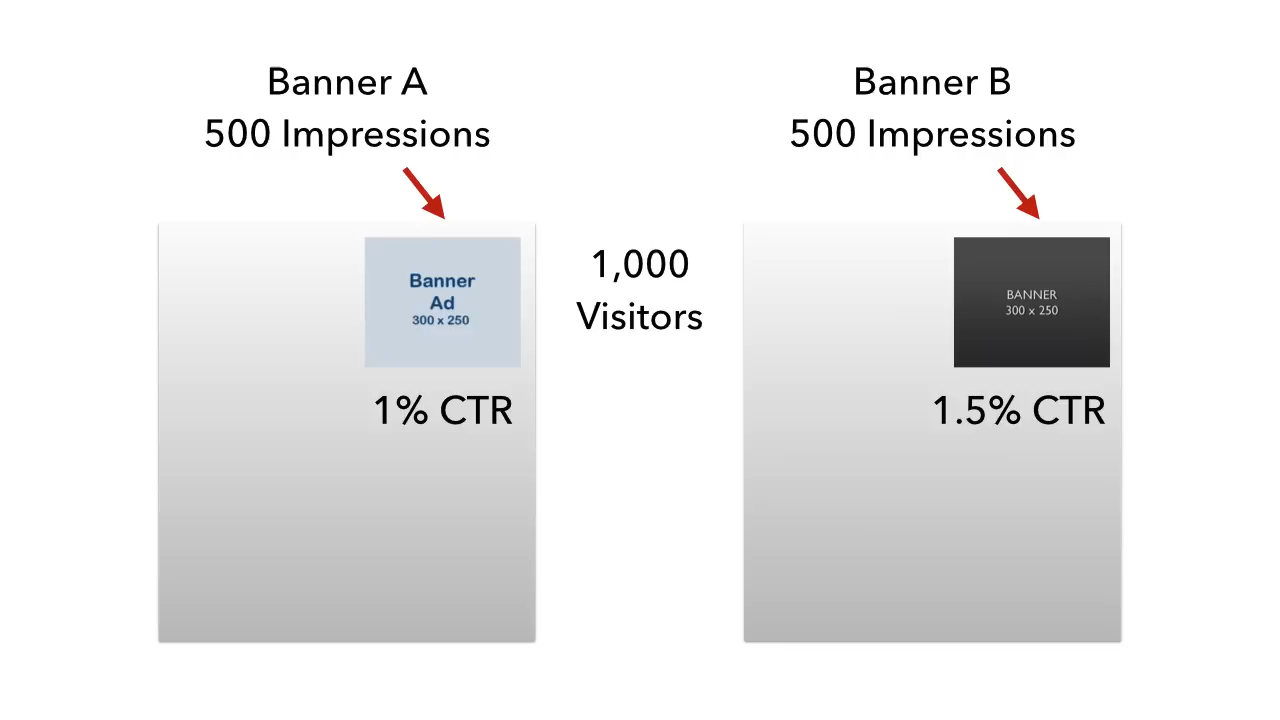 Banner A
500 Impressions
Banner B
500 Impressions
Banner
Ad
300 x 250
1% CTR
1,000
Visitors
BANNER
300 x 250
1.5% CTR